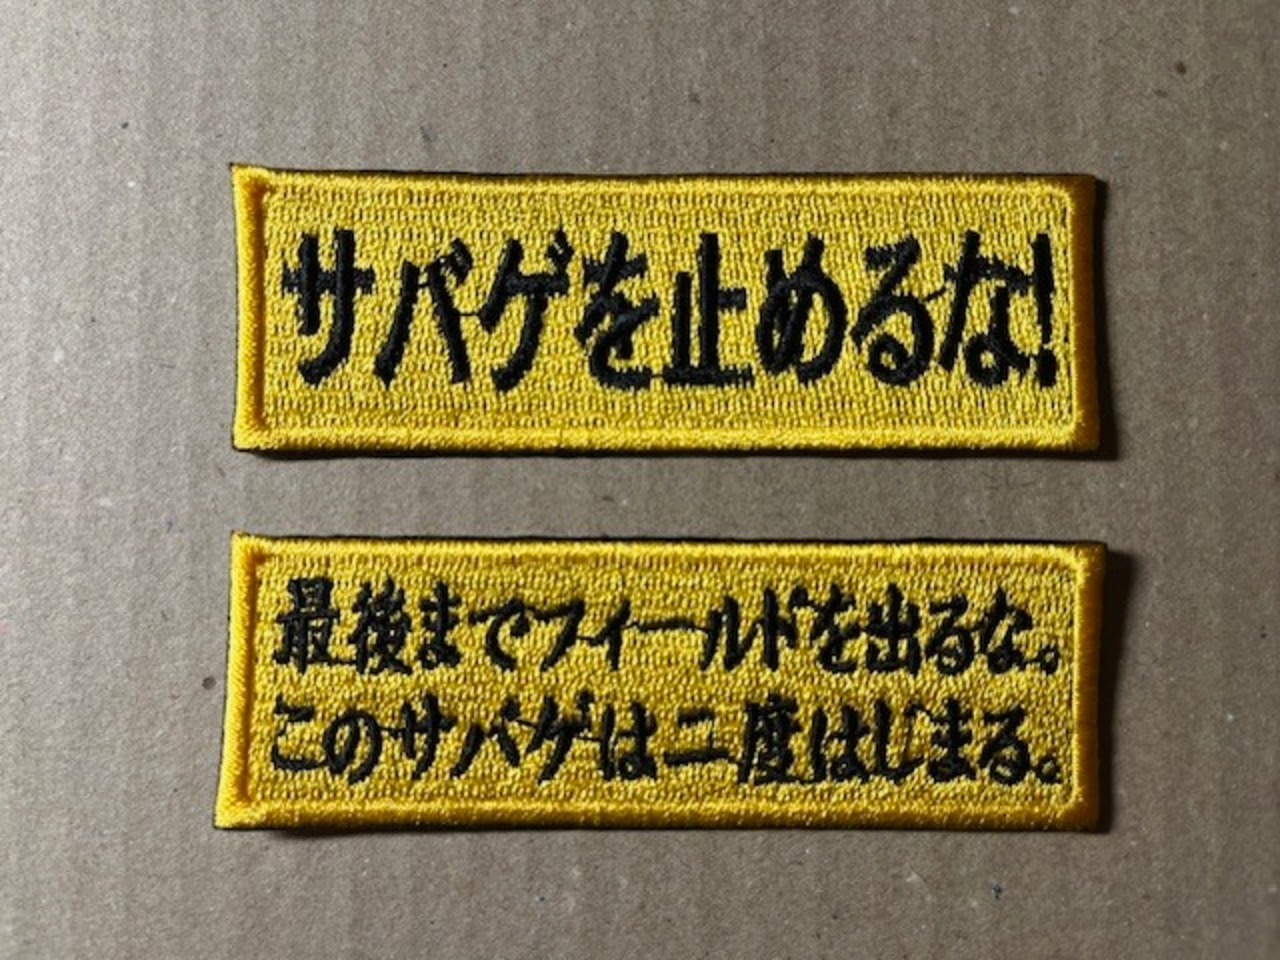 サバゲを止めるな!
最後までフィールドを出るな。
このサバゲは二度はじまる。